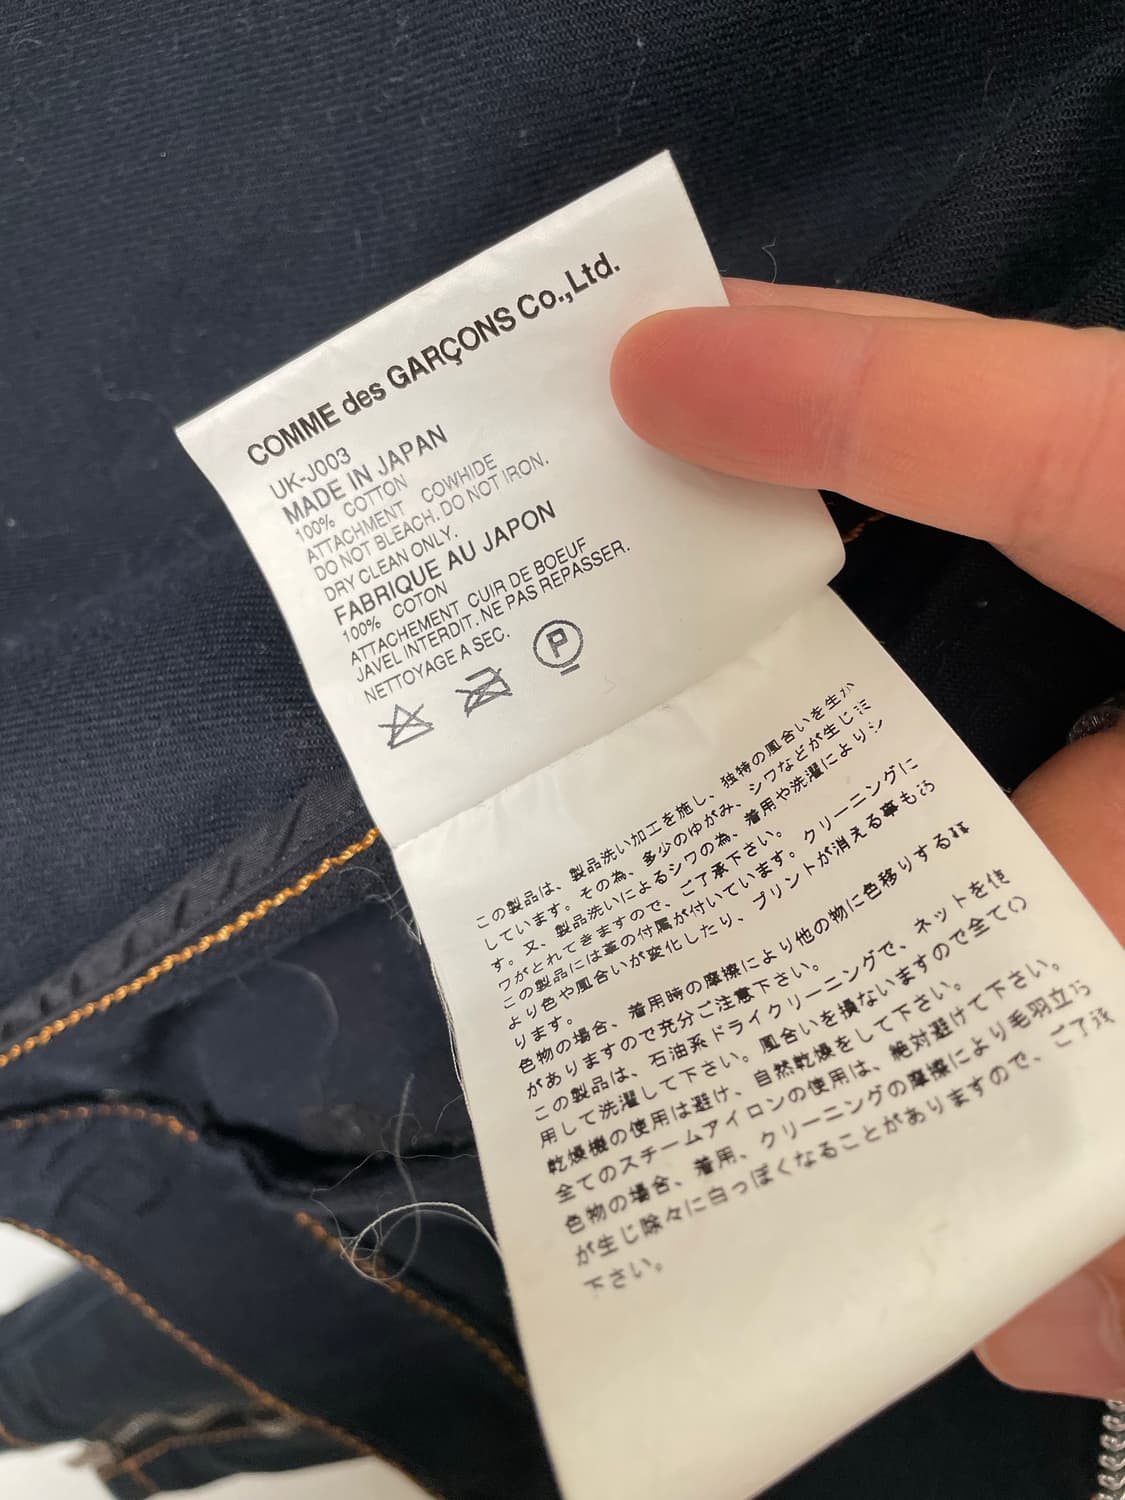 COMME des GARÇONS Co.,Ltd.
UK-J003
MADE IN JAPAN
100% COTTON
ATTACHMENT COWHIDE
DO NOT BLEACH. DO NOT IRON.
DRY CLEAN ONLY.
FABRIQUE AU JAPON
100% COTON
ATTACHEMENT CUIR DE BOEUF
JAVEL INTERDIT. NE PAS REPASSER.
NETTOYAGE A SEC.
P
この製品は、製品洗い加工を施し、独特の風合いを生か
しています。その為、多少のゆがみ、シワなどが生じ
す。又、製品洗いによるシワの為、着用や洗濯によりシ
ワがとれてきますので、ご了承下さい。
この製品には革の付属が付いています。クリーニングに
より色や風合いが変化したり、プリントが消える事も
ります。
色物の場合、着用時の摩擦により他の物に色移りする
がありますので充分ご注意下さい。
この製品は、石油系ドライクリーニングで、ネットを使
用して洗濯して下さい。風合いを損ないますので全て
乾燥機の使用は避け、自然乾燥をして下さい。
全てのスチームアイロンの使用は、絶対避けて下さい。
色物の場合、着用、クリーニングの摩擦により毛羽立ち
が生じ除々に白っぽくなることがありますので、ご了承
下さい。